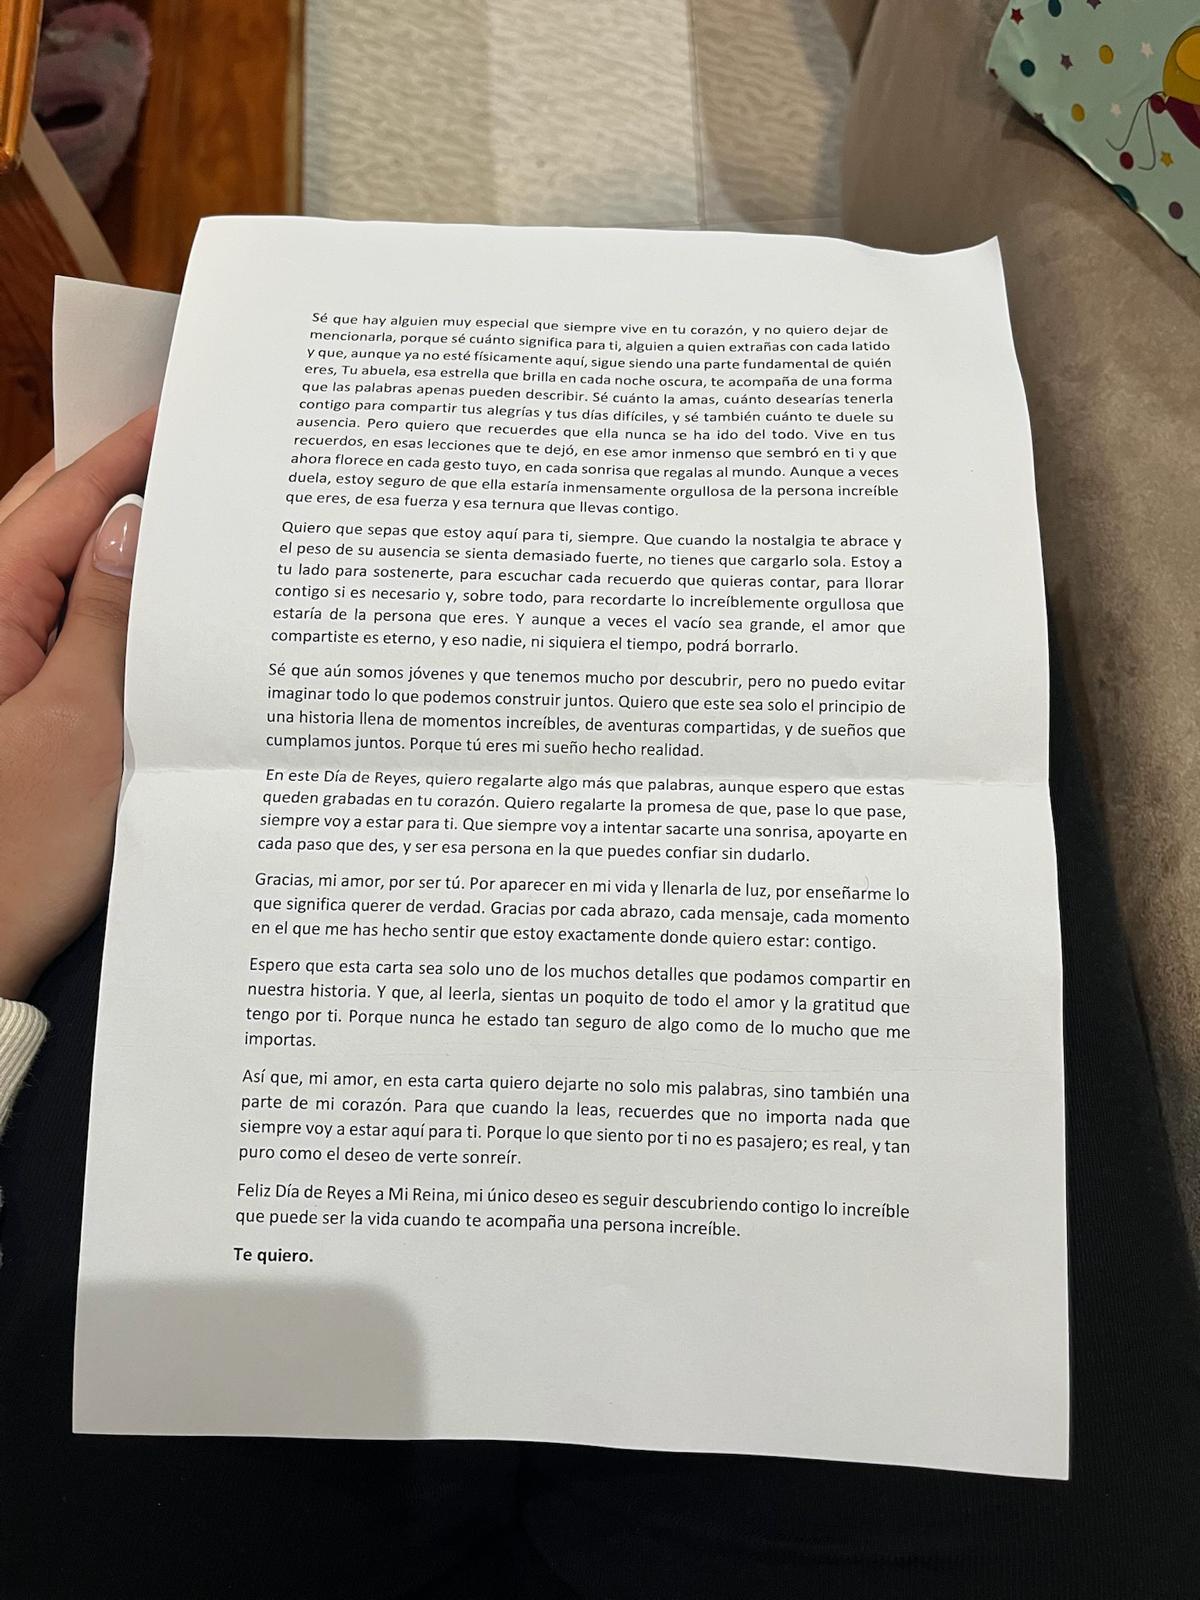 Sé que hay alguien muy especial que siempre vive en tu corazón, y no quiero dejar de
mencionarla, porque sé cuánto significa para ti, alguien a quien extrañas con cada latido
y que, aunque ya no esté físicamente aquí, sigue siendo una parte fundamental de quién
eres, Tu abuela, esa estrella que brilla en cada noche oscura, te acompaña de una forma
que las palabras apenas pueden describir. Sé cuánto la amas, cuánto desearías tenerla
contigo para compartir tus alegrías y tus días difíciles, y sé también cuánto te duele su
ausencia. Pero quiero que recuerdes que ella nunca se ha ido del todo. Vive en tus
recuerdos, en esas lecciones que te dejó, en ese amor inmenso que sembró en ti y que
ahora florece en cada gesto tuyo, en cada sonrisa que regalas al mundo. Aunque a veces
duela, estoy seguro de que ella estaría inmensamente orgullosa de la persona increíble
que eres, de esa fuerza y esa ternura que llevas contigo.
Quiero que sepas que estoy aquí para ti, siempre. Que cuando la nostalgia te abrace y
el peso de su ausencia se sienta demasiado fuerte, no tienes que cargarlo sola. Estoy a
tu lado para sostenerte, para escuchar cada recuerdo que quieras contar, para llorar
contigo si es necesario y, sobre todo, para recordarte lo increíblemente orgullosa que
estaría de la persona que eres. Y aunque a veces el vacío sea grande, el amor que
compartiste es eterno, y eso nadie, ni siquiera el tiempo, podrá borrarlo.
Sé que aún somos jóvenes y que tenemos mucho por descubrir, pero no puedo evitar
imaginar todo lo que podemos construir juntos. Quiero que este sea solo el principio de
una historia llena de momentos increíbles, de aventuras compartidas, y de sueños que
cumplamos juntos. Porque tú eres mi sueño hecho realidad.
En este Día de Reyes, quiero regalarte algo más que palabras, aunque espero que estas
queden grabadas en tu corazón. Quiero regalarte la promesa de que, pase lo que pase,
siempre voy a estar para ti. Que siempre voy a intentar sacarte una sonrisa, apoyarte en
cada paso que des, y ser esa persona en la que puedes confiar sin dudarlo.
Gracias, mi amor, por ser tú. Por aparecer en mi vida y llenarla de luz, por enseñarme lo
que significa querer de verdad. Gracias por cada abrazo, cada mensaje, cada momento
en el que me has hecho sentir que estoy exactamente donde quiero estar: contigo.
Espero que esta carta sea solo uno de los muchos detalles que podamos compartir en
nuestra historia. Y que, al leerla, sientas un poquito de todo el amor y la gratitud que
tengo por ti. Porque nunca he estado tan seguro de algo como de lo mucho que me
importas.
Así que, mi amor, en esta carta quiero dejarte no solo mis palabras, sino también una
parte de mi corazón. Para que cuando la leas, recuerdes que no importa nada que
siempre voy a estar aquí para ti. Porque lo que siento por ti no es pasajero; es real, y tan
puro como el deseo de verte sonreír.
Feliz Día de Reyes a Mi Reina, mi único deseo es seguir descubriendo contigo lo increíble
que puede ser la vida cuando te acompaña una persona increíble.
Te quiero.